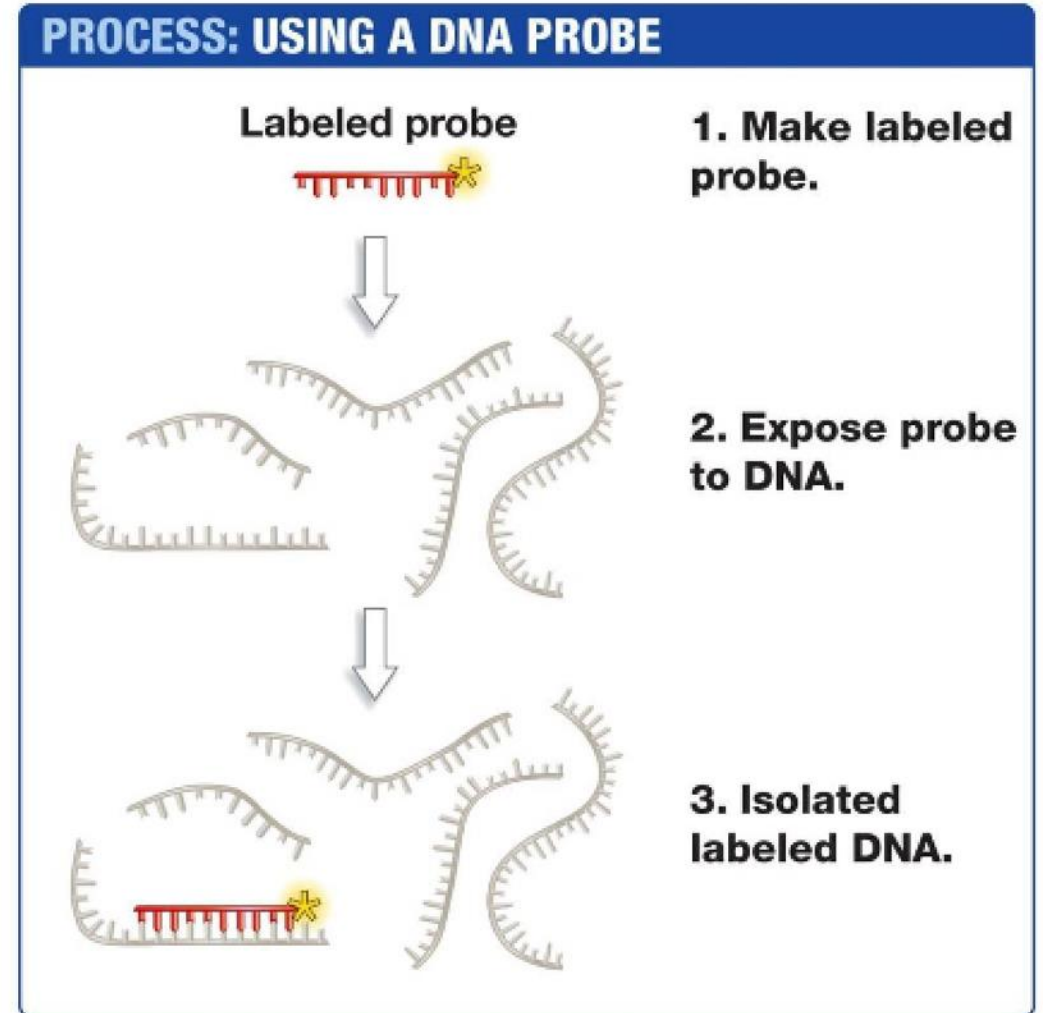 PROCESS: USING A DNA PROBE
Labeled probe
1. Make labeled
probe.
2. Expose probe
to DNA.
3. Isolated
labeled DNA.